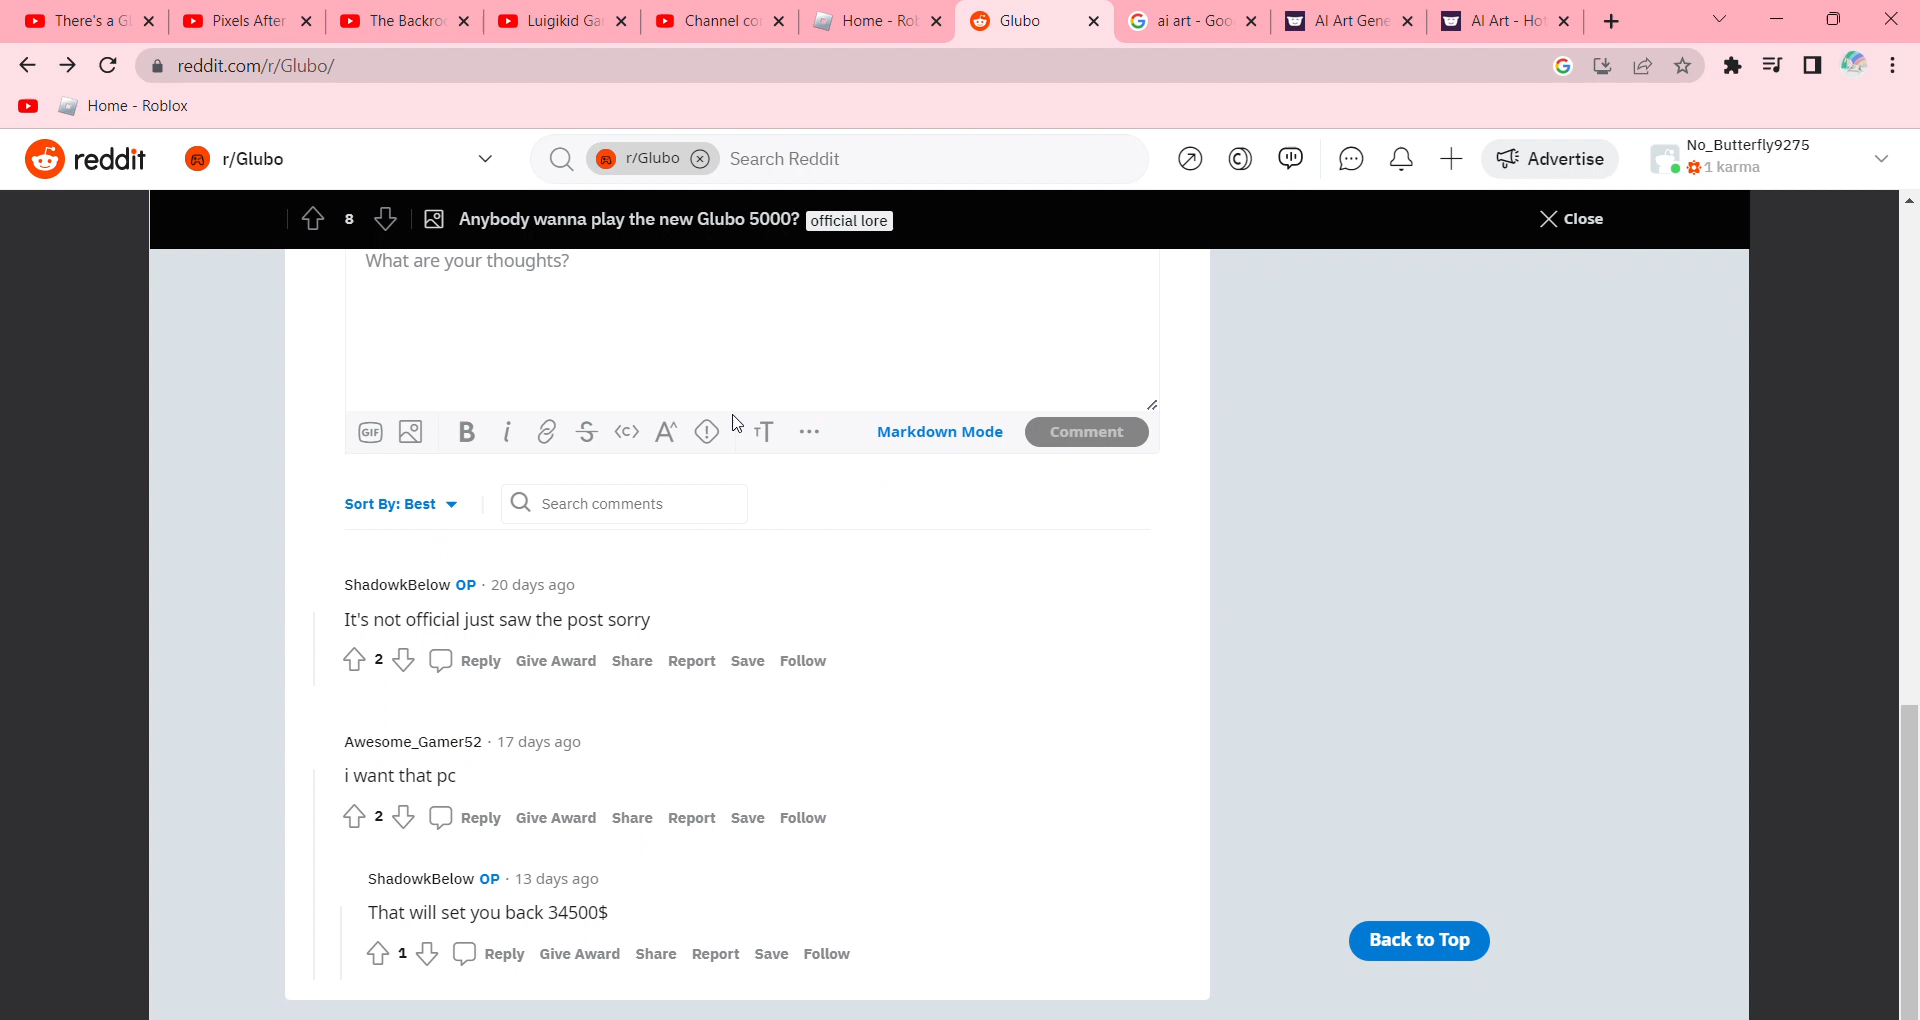 There's a Gl
Pixels After
The Backroo
Luigikid Ga
Channel co
Home - Rob
Glubo
ai art - Goo
AI Art Gene
AI Art - Hot
reddit.com/r/Glubo/
Home - Roblox
reddit
r/Glubo
r/Glubo
Search Reddit
Advertise
No_Butterfly9275
1 karma
8
Anybody wanna play the new Glubo 5000? official lore
Close
What are your thoughts?
GIF
Markdown Mode
Comment
Sort By: Best
Search comments
ShadowkBelow OP · 20 days ago
It's not official just saw the post sorry
2 Reply Give Award Share Report Save Follow
Awesome_Gamer52 · 17 days ago
i want that pc
2 Reply Give Award Share Report Save Follow
ShadowkBelow OP · 13 days ago
That will set you back 34500$
1 Reply Give Award Share Report Save Follow
Back to Top